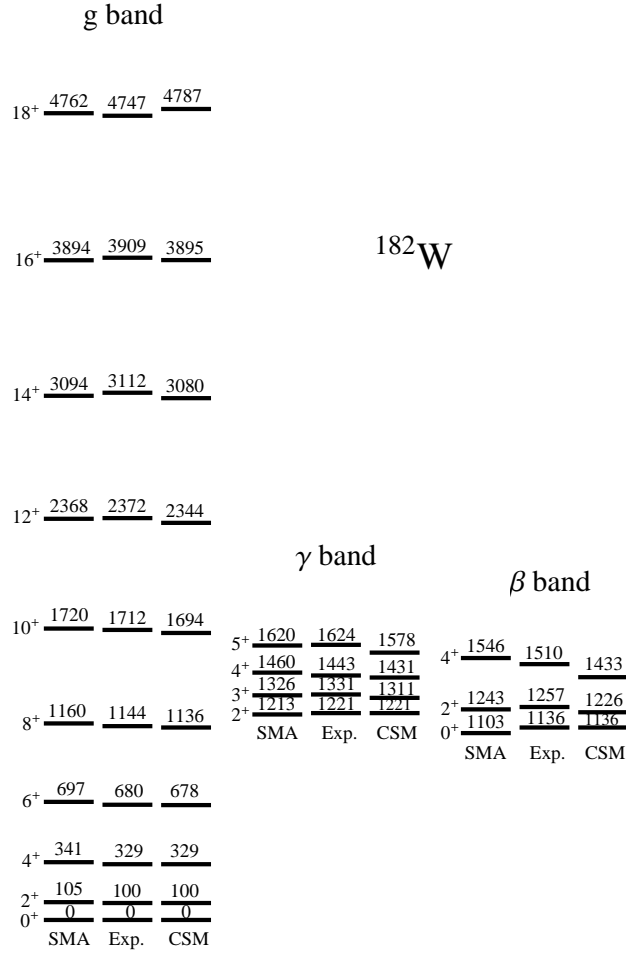 g band
18⁺ 4762 4747 4787
16⁺ 3894 3909 3895
¹⁸²W
14⁺ 3094 3112 3080
12⁺ 2368 2372 2344
10⁺ 1720 1712 1694
8⁺ 1160 1144 1136
6⁺ 697 680 678
4⁺ 341 329 329
2⁺ 105 100 100
0⁺ 0 0 0
SMA Exp. CSM
γ band
5⁺ 1620 1624 1578
4⁺ 1460 1443 1431
3⁺ 1326 1331 1311
2⁺ 1213 1221 1221
SMA Exp. CSM
β band
4⁺ 1546 1510 1433
2⁺ 1243 1257 1226
0⁺ 1103 1136 1136
SMA Exp. CSM